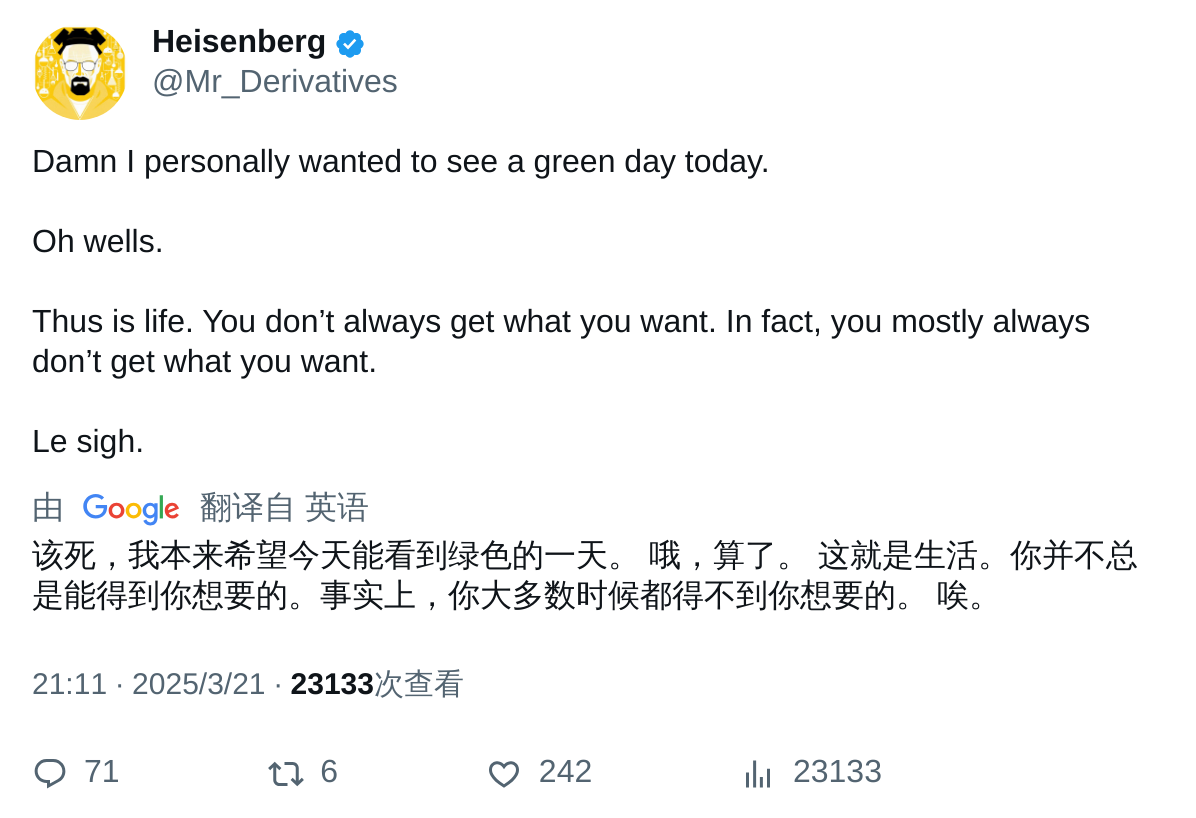 Heisenberg
@Mr_Derivatives
Damn I personally wanted to see a green day today.
Oh wells.
Thus is life. You don’t always get what you want. In fact, you mostly always
don’t get what you want.
Le sigh.
由 Google 翻译自 英语
该死，我本来希望今天能看到绿色的一天。 哦，算了。 这就是生活。你并不总
是能得到你想要的。事实上，你大多数时候都得不到你想要的。 唉。
21:11 · 2025/3/21 · 23133次查看
71 6 242 23133